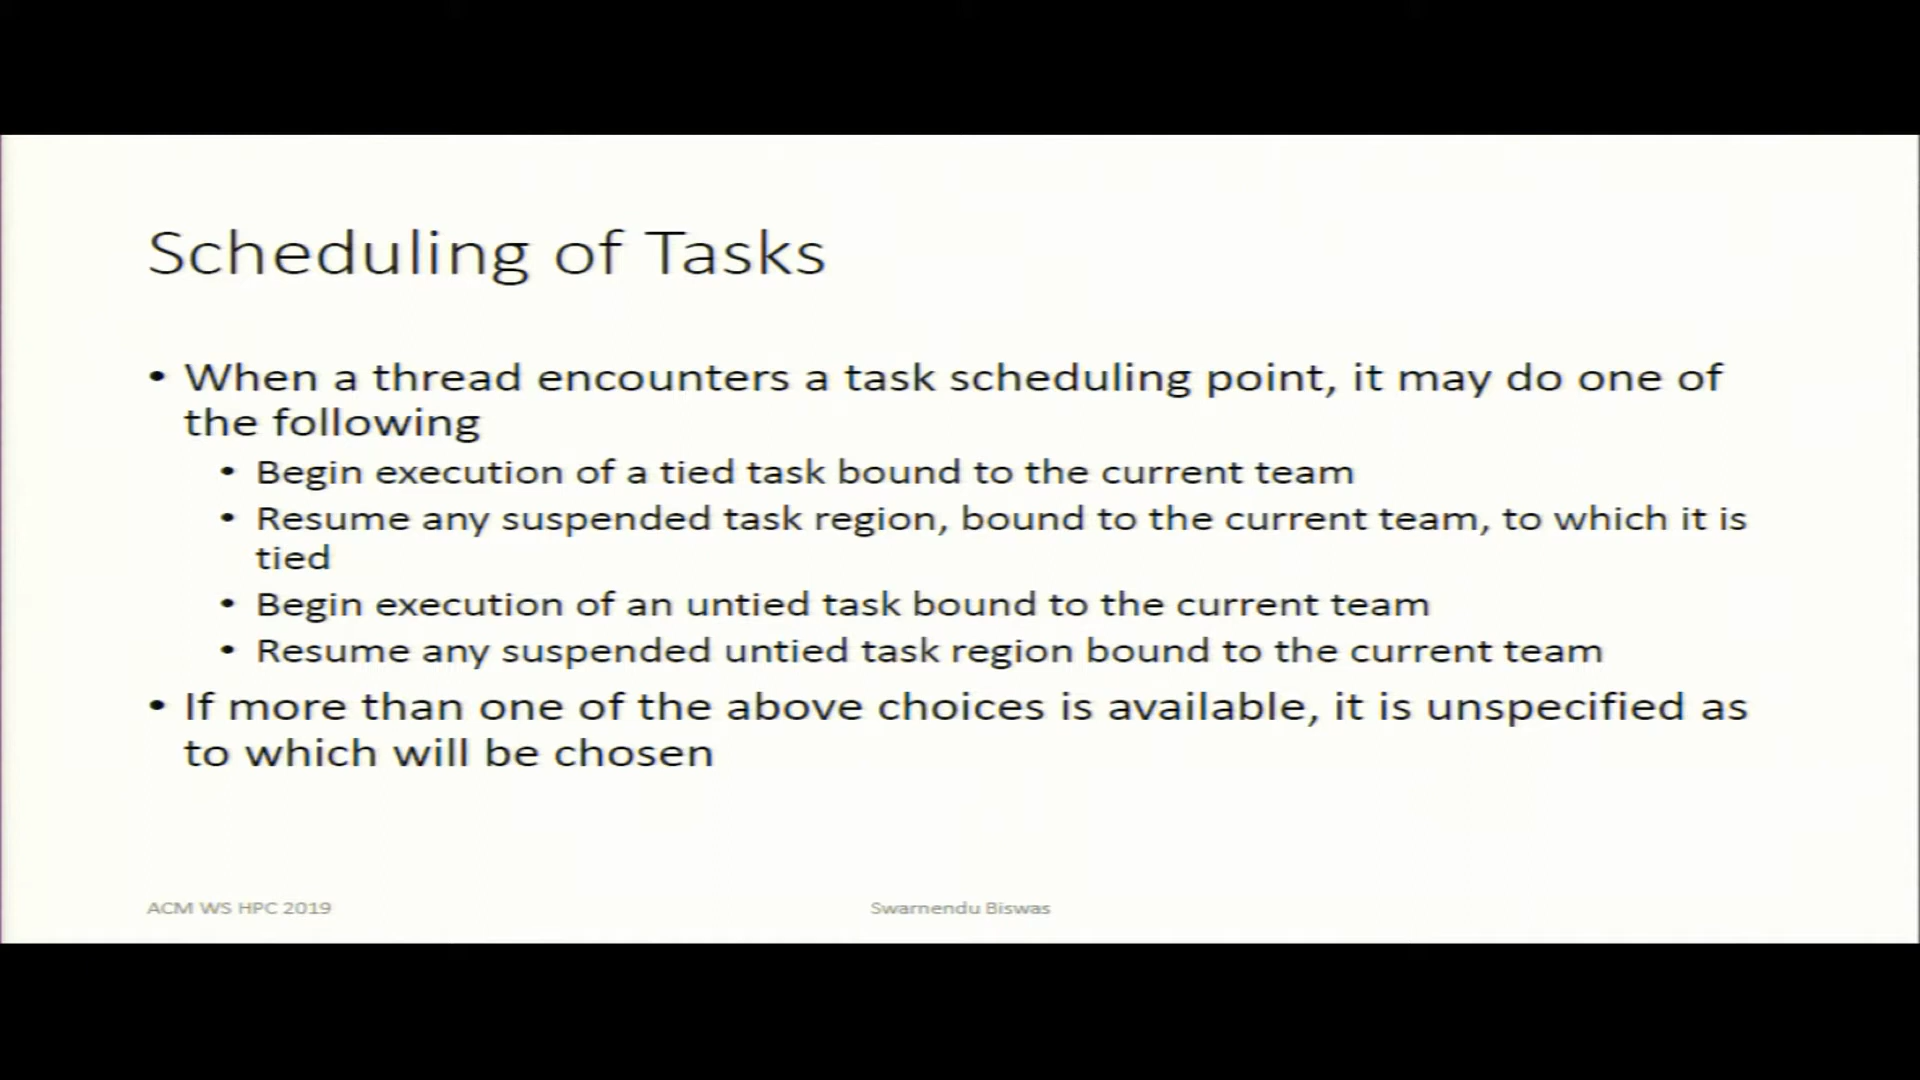 Scheduling of Tasks
• When a thread encounters a task scheduling point, it may do one of
the following
• Begin execution of a tied task bound to the current team
• Resume any suspended task region, bound to the current team, to which it is
tied
• Begin execution of an untied task bound to the current team
• Resume any suspended untied task region bound to the current team
• If more than one of the above choices is available, it is unspecified as
to which will be chosen
ACM WS HPC 2019
Swarnendu Biswas